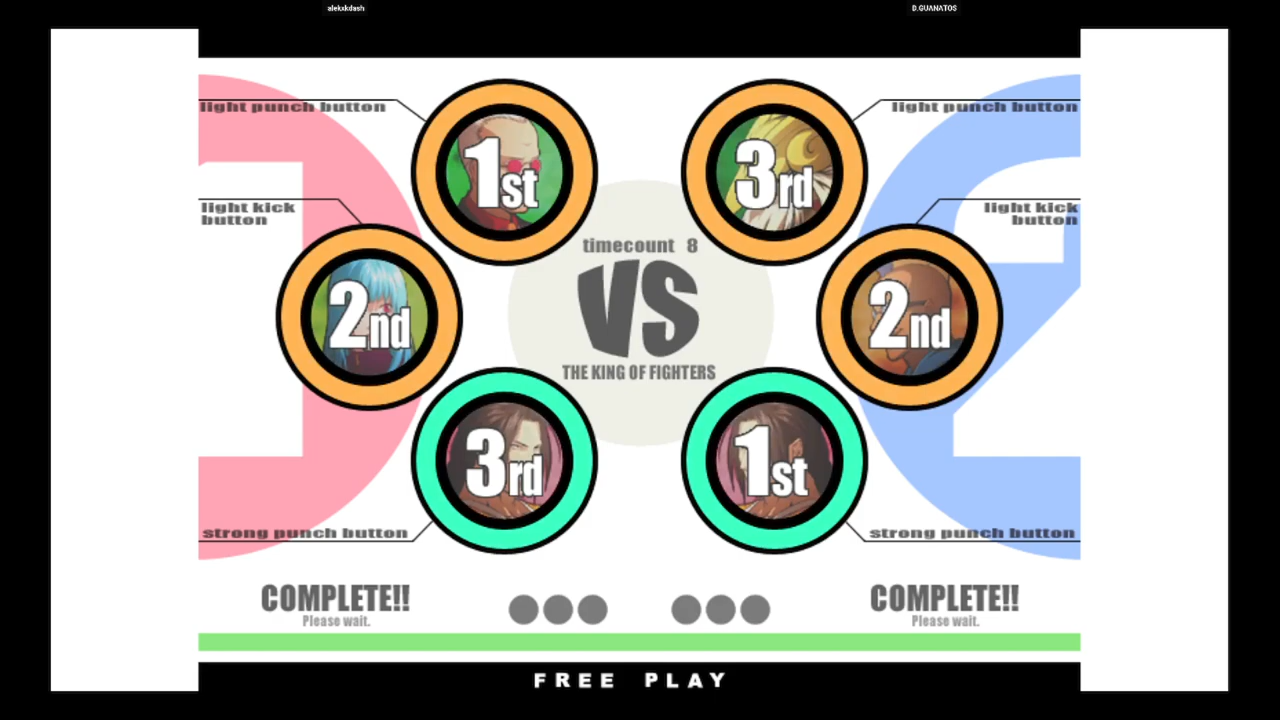 alekxkdash
D.GUANATOS
light punch button
light punch button
1st
3rd
light kick
button
light kick
button
timecount 8
2nd
VS
2nd
THE KING OF FIGHTERS
3rd
1st
strong punch button
strong punch button
COMPLETE!!
Please wait.
COMPLETE!!
Please wait.
FREE PLAY